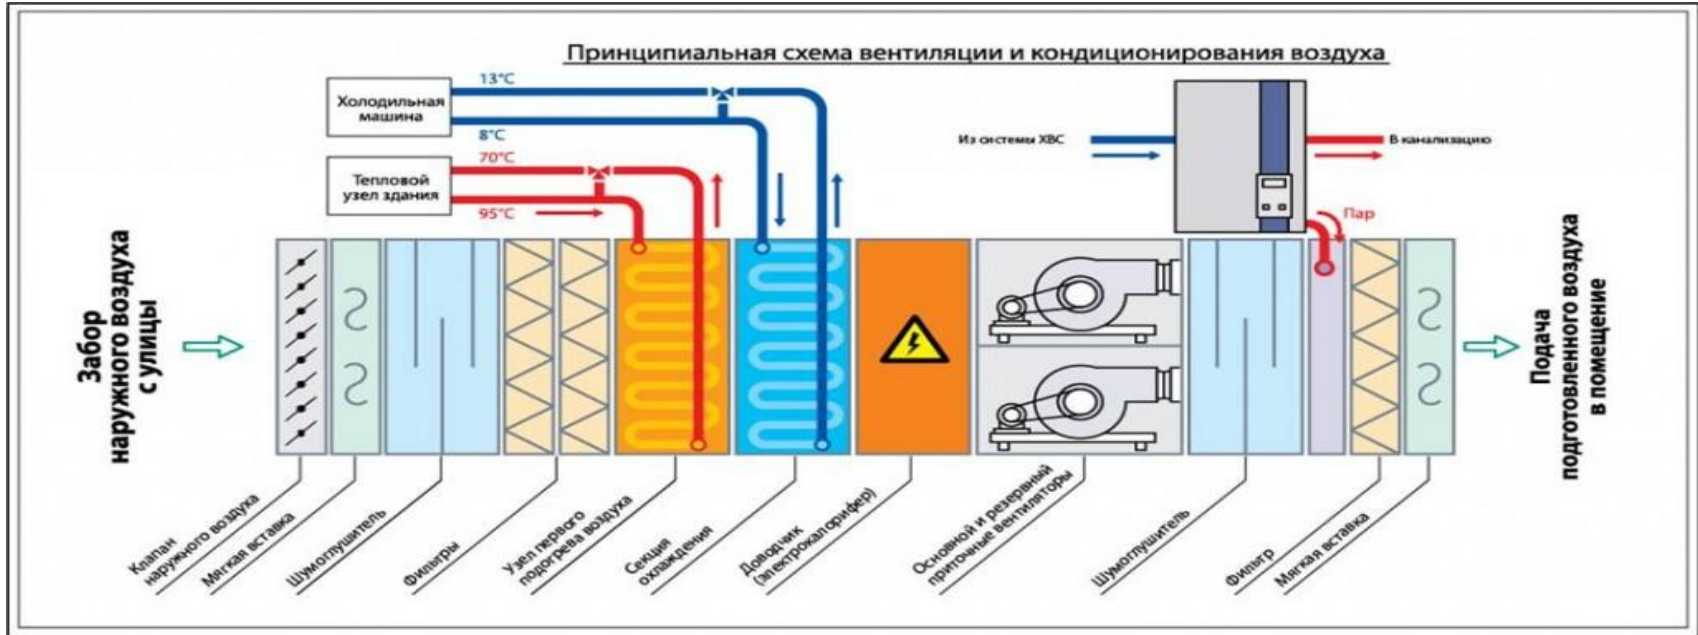 Принципиальная схема вентиляции и кондиционирования воздуха
Холодильная
машина
13°C
8°C
Тепловой
узел здания
70°C
95°C
Из системы ХВС
В канализацию
Пар
Забор
наружного воздуха
с улицы
Подача
подготовленного воздуха
в помещение
Клапан
наружного воздуха
Мягкая вставка
Шумоглушитель
Фильтры
Узел первого
подогрева воздуха
Секция
охлаждения
Доводчик
(электрокалорифер)
Основной и резервный
приточные вентиляторы
Шумоглушитель
Фильтр
Мягкая вставка